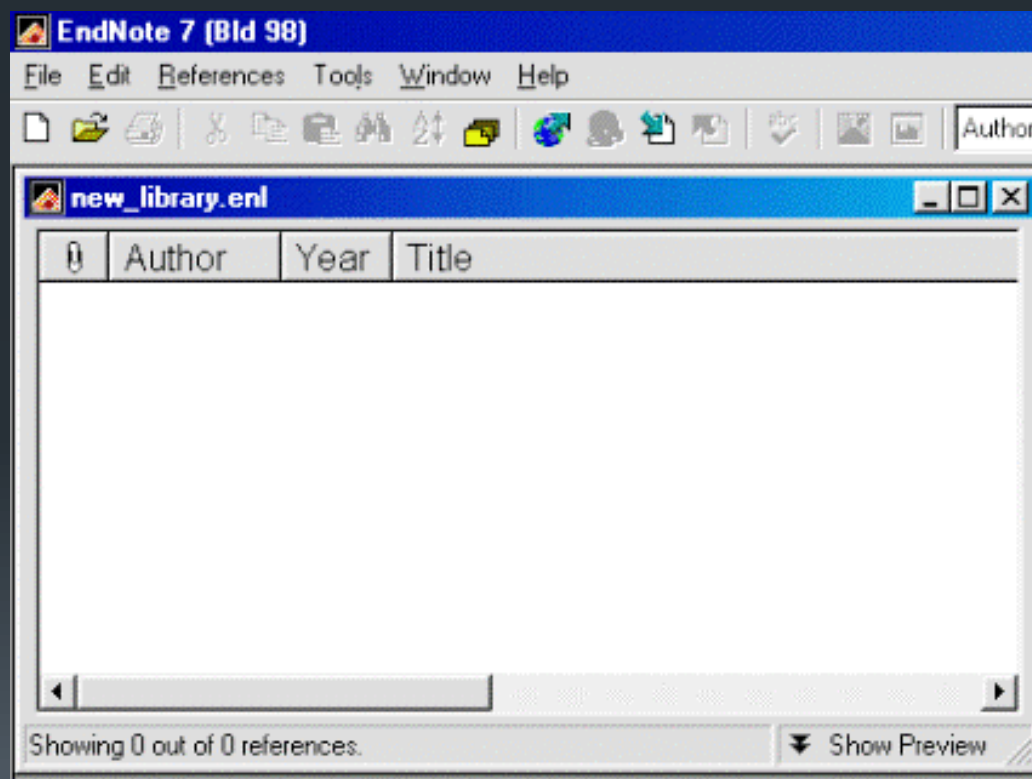 EndNote 7 (Bld 98)
File Edit References Tools Window Help
Author
new_library.enl
Author Year Title
Showing 0 out of 0 references. Show Preview